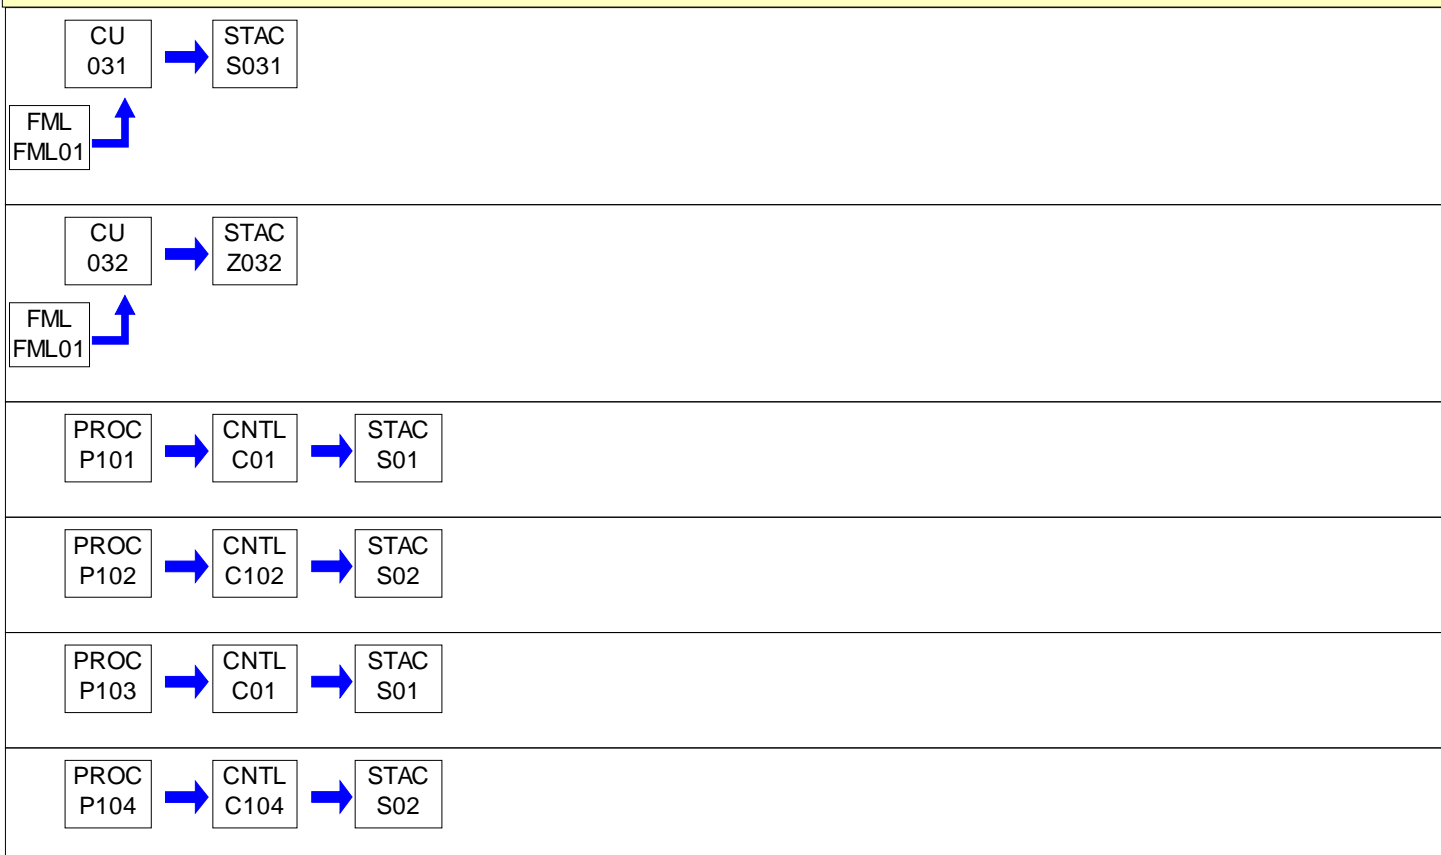 CU
031
STAC
S031
FML
FML01
CU
032
STAC
Z032
FML
FML01
PROC
P101
CNTL
C01
STAC
S01
PROC
P102
CNTL
C102
STAC
S02
PROC
P103
CNTL
C01
STAC
S01
PROC
P104
CNTL
C104
STAC
S02